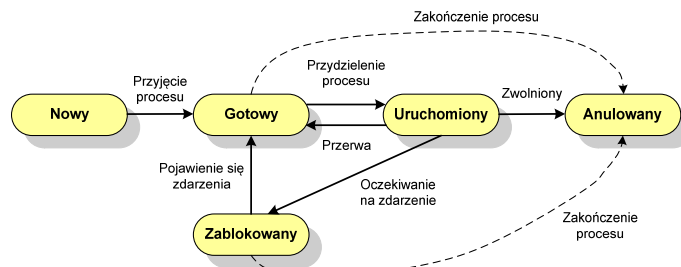 Zakończenie procesu
Przyjęcie
procesu
Przydzielenie
procesu
Zwolniony
Nowy
Gotowy
Uruchomiony
Anulowany
Przerwa
Pojawienie się
zdarzenia
Oczekiwanie
na zdarzenie
Zablokowany
Zakończenie
procesu